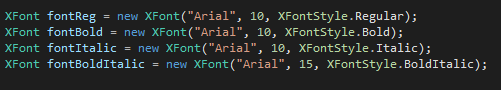 XFont fontReg = new XFont("Arial", 10, XFontStyle.Regular);
XFont fontBold = new XFont("Arial", 10, XFontStyle.Bold);
XFont fontItalic = new XFont("Arial", 10, XFontStyle.Italic);
XFont fontBoldItalic = new XFont("Arial", 15, XFontStyle.BoldItalic);